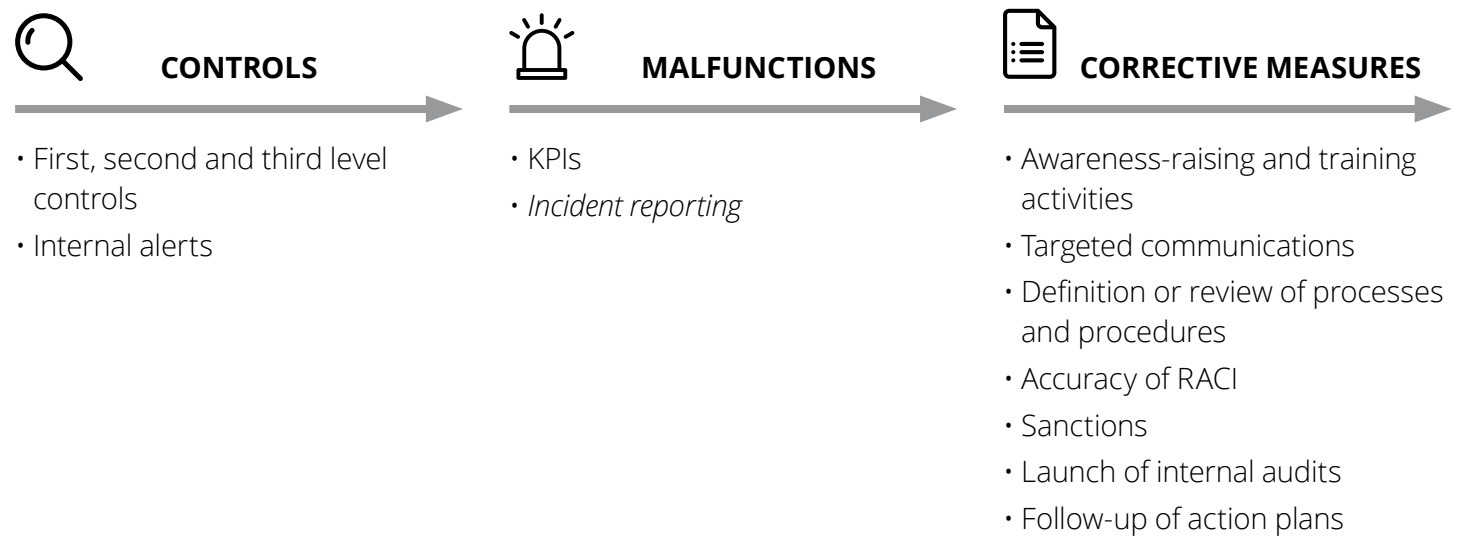 CONTROLS
· First, second and third level
controls
· Internal alerts
MALFUNCTIONS
· KPIs
· Incident reporting
CORRECTIVE MEASURES
· Awareness-raising and training
activities
· Targeted communications
· Definition or review of processes
and procedures
· Accuracy of RACI
· Sanctions
· Launch of internal audits
· Follow-up of action plans